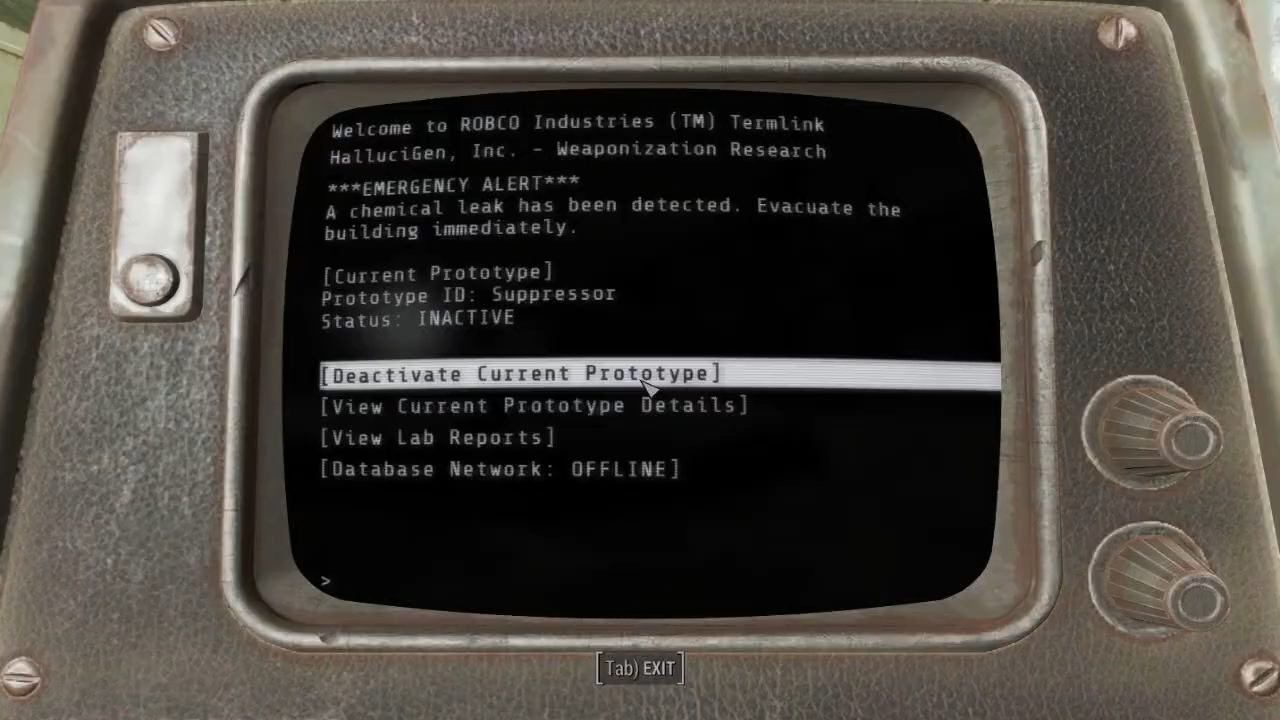 Welcome to ROBCO Industries (TM) Termlink
HalluciGen, Inc. - Weaponization Research
***EMERGENCY ALERT***
A chemical leak has been detected. Evacuate the
building immediately.
[Current Prototype]
Prototype ID: Suppressor
Status: INACTIVE
[Deactivate Current Prototype]
[View Current Prototype Details]
[View Lab Reports]
[Database Network: OFFLINE]
>
[Tab) EXIT]